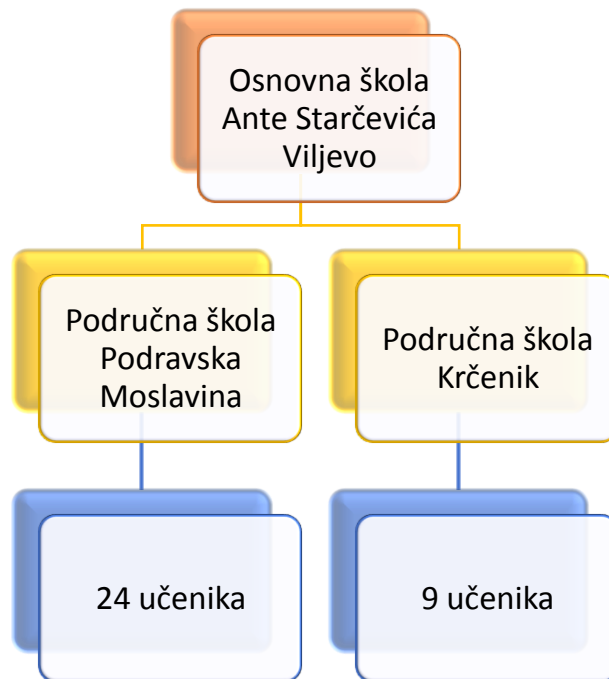 Osnovna škola
Ante Starčevića
Viljevo
Područna škola
Podravska
Moslavina
Područna škola
Krčenik
24 učenika
9 učenika